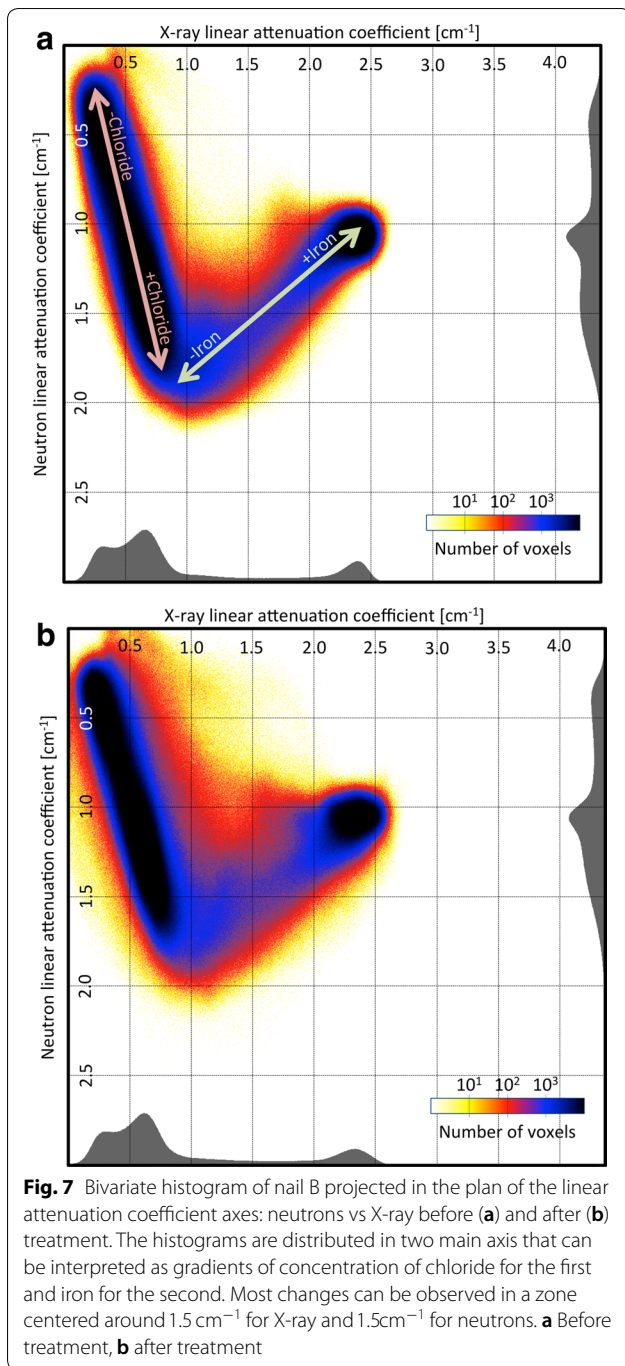 a
X-ray linear attenuation coefficient [cm⁻¹]
0.5 1.0 1.5 2.0 2.5 3.0 3.5 4.0
Neutron linear attenuation coefficient [cm⁻¹]
0.5
1.0
1.5
2.0
2.5
-Chloride
+Chloride
+Iron
-Iron
10¹ 10² 10³
Number of voxels
b
X-ray linear attenuation coefficient [cm⁻¹]
0.5 1.0 1.5 2.0 2.5 3.0 3.5 4.0
Neutron linear attenuation coefficient [cm⁻¹]
0.5
1.0
1.5
2.0
2.5
10¹ 10² 10³
Number of voxels
Fig. 7 Bivariate histogram of nail B projected in the plan of the linear
attenuation coefficient axes: neutrons vs X-ray before (a) and after (b)
treatment. The histograms are distributed in two main axis that can
be interpreted as gradients of concentration of chloride for the first
and iron for the second. Most changes can be observed in a zone
centered around 1.5 cm⁻¹ for X-ray and 1.5cm⁻¹ for neutrons. a Before
treatment, b after treatment